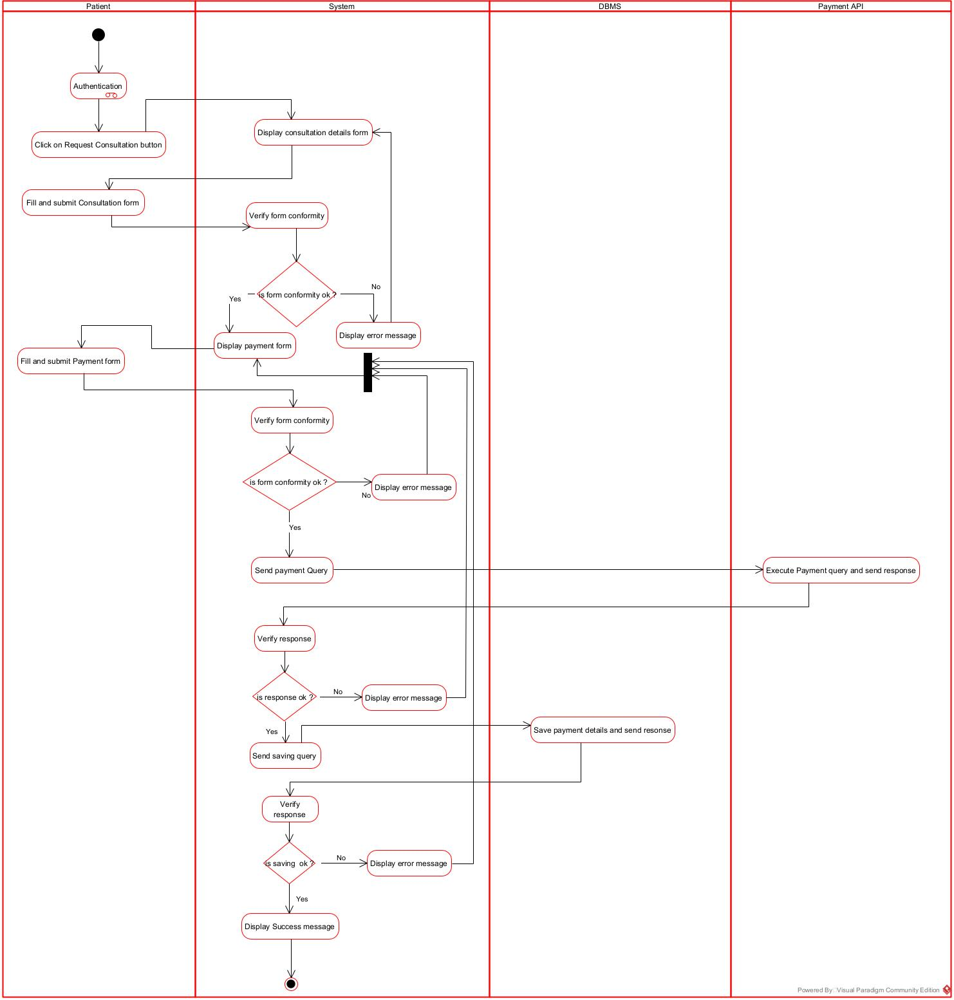 Patient
System
DBMS
Payment API
Authentication
Display consultation details form
Click on Request Consultation button
Fill and submit Consultation form
Verify form conformity
No
is form conformity ok ?
Yes
Display error message
Display payment form
Fill and submit Payment form
Verify form conformity
is form conformity ok ?
Display error message
No
Yes
Send payment Query
Execute Payment query and send response
Verify response
No
is response ok ?
Display error message
Yes
Save payment details and send resonse
Send saving query
Verify
response
No
is saving  ok ?
Display error message
Yes
Display Success message
Powered By Visual Paradigm Community Edition